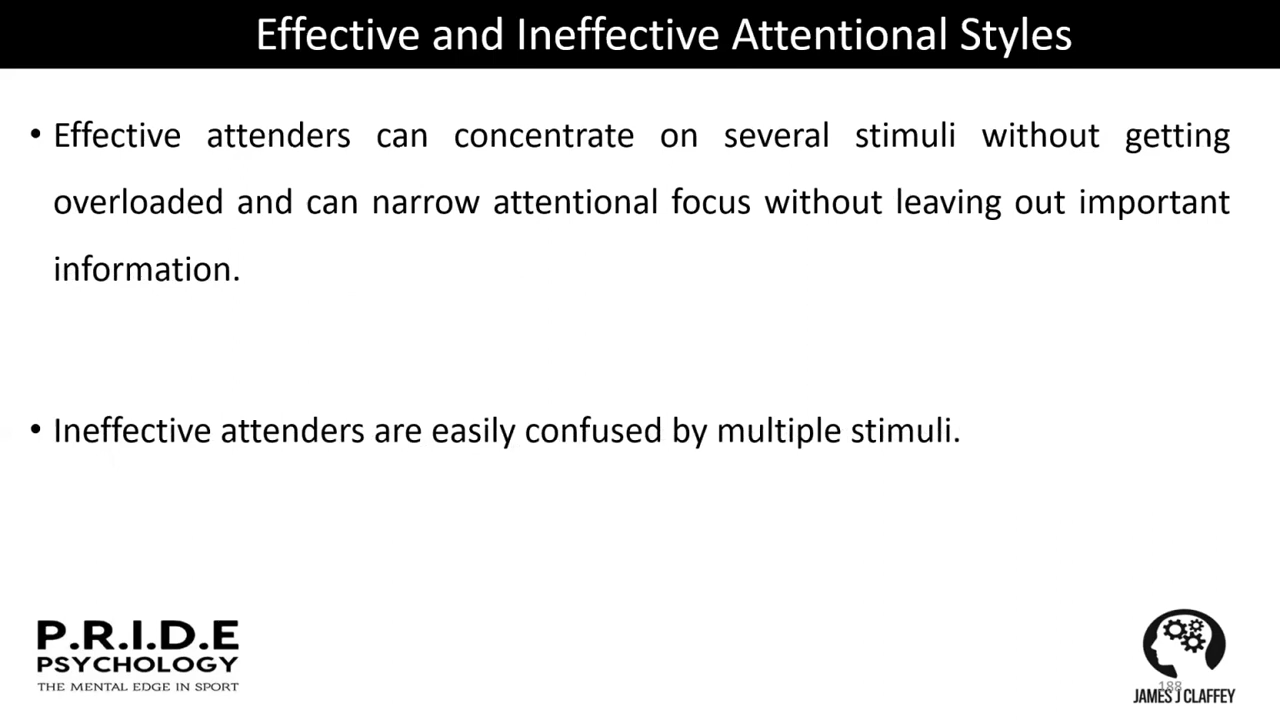 Effective and Ineffective Attentional Styles
• Effective attenders can concentrate on several stimuli without getting
overloaded and can narrow attentional focus without leaving out important
information.
• Ineffective attenders are easily confused by multiple stimuli.
P.R.I.D.E
PSYCHOLOGY
THE MENTAL EDGE IN SPORT
188
JAMES J CLAFFEY